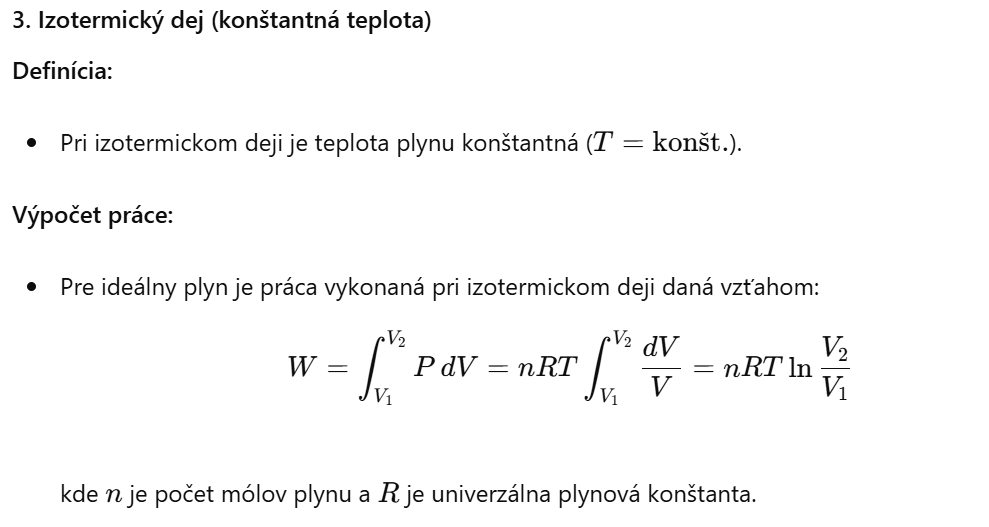 3. Izotermický dej (konštantná teplota)
Definícia:
• Pri izotermickom deji je teplota plynu konštantná (T = konšt.).
Výpočet práce:
• Pre ideálny plyn je práca vykonaná pri izotermickom deji daná vzťahom:
W = ∫_{V₁}^{V₂} P dV = nRT ∫_{V₁}^{V₂} dV/V = nRT ln V₂/V₁
kde n je počet mólov plynu a R je univerzálna plynová konštanta.